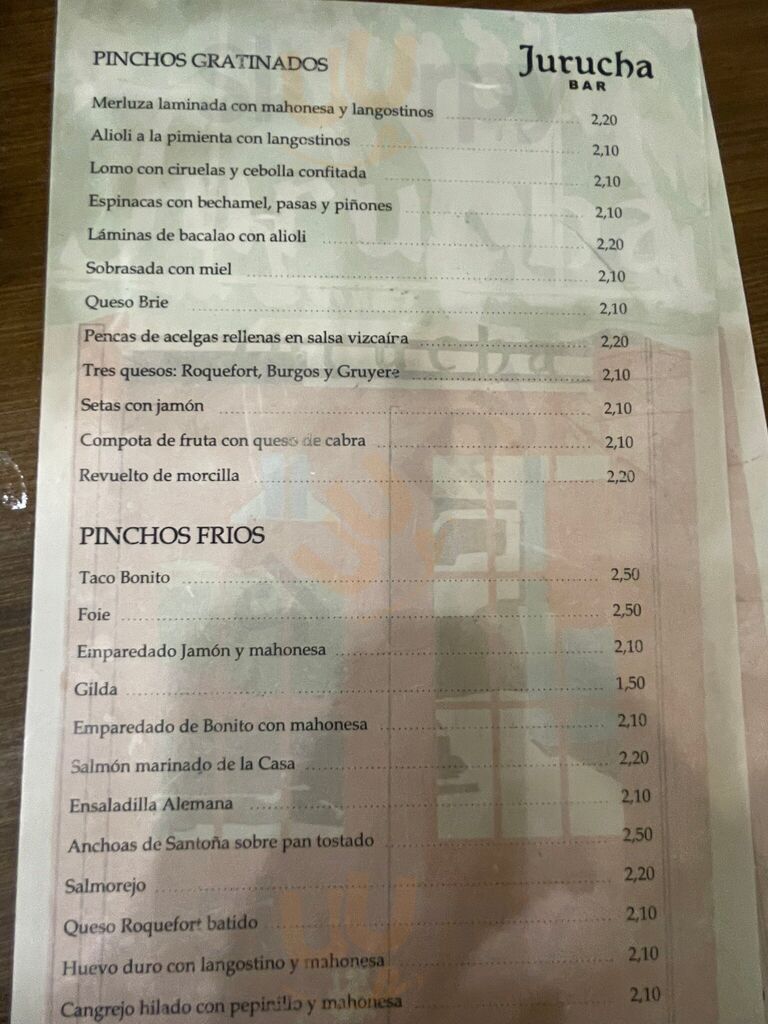 PINCHOS GRATINADOS
Jurucha
BAR
Merluza laminada con mahonesa y langostinos 2,20
Alioli a la pimienta con langostinos 2,10
Lomo con ciruelas y cebolla confitada 2,10
Espinacas con bechamel, pasas y piñones 2,10
Láminas de bacalao con alioli 2,20
Sobrasada con miel 2,10
Queso Brie 2,10
Pencas de acelgas rellenas en salsa vizcaíra 2,20
Tres quesos: Roquefort, Burgos y Gruyere 2,10
Setas con jamón 2,10
Compota de fruta con queso de cabra 2,10
Revuelto de morcilla 2,20
PINCHOS FRIOS
Taco Bonito 2,50
Foie 2,50
Emparedado Jamón y mahonesa 2,10
Gilda 1,50
Emparedado de Bonito con mahonesa 2,10
Salmón marinado de la Casa 2,20
Ensaladilla Alemana 2,10
Anchoas de Santoña sobre pan tostado 2,50
Salmorejo 2,20
Queso Roquefort batido 2,10
Huevo duro con langostino y mahonesa 2,10
Cangrejo hilado con pepinillo y mahonesa 2,10